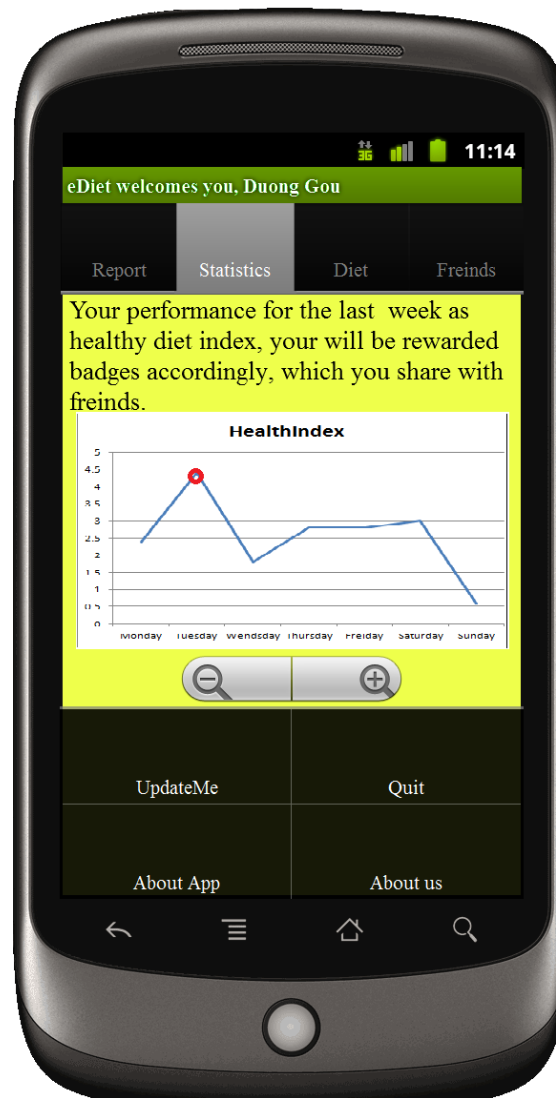 3G 11:14
eDiet welcomes you, Duong Gou
Report Statistics Diet Freinds
Your performance for the last week as
healthy diet index, your will be rewarded
badges accordingly, which you share with
freinds.
HealthIndex
5
4.5
4
3.5
3
2.5
2
1.5
1
0.5
0
Monday Tuesday Wendsday Thursday Freiday Saturday Sunday
UpdateMe Quit
About App About us